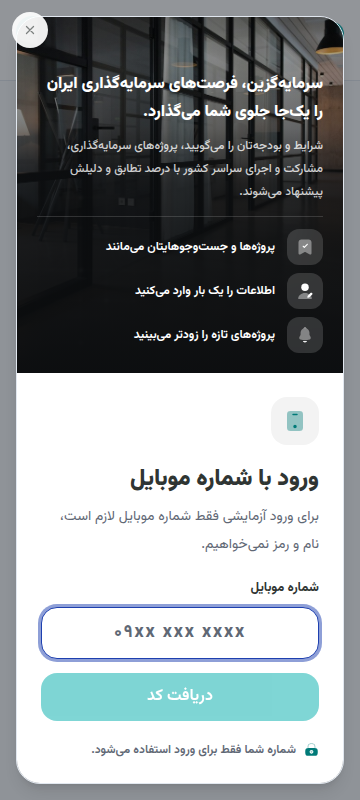 سرمایه‌گزین، فرصت‌های سرمایه‌گذاری ایران
را یک‌جا جلوی شما می‌گذارد.
شرایط و بودجه‌تان را می‌گویید، پروژه‌های سرمایه‌گذاری،
مشارکت و اجرای سراسر کشور با درصد تطابق و دلیلش
پیشنهاد می‌شوند.
پروژه‌ها و جست‌وجوهایتان می‌مانند
اطلاعات را یک بار وارد می‌کنید
پروژه‌های تازه را زودتر می‌بینید
ورود با شماره موبایل
برای ورود آزمایشی فقط شماره موبایل لازم است،
نام و رمز نمی‌خواهیم.
شماره موبایل
۰۹xx xxx xxxx
دریافت کد
شماره شما فقط برای ورود استفاده می‌شود.